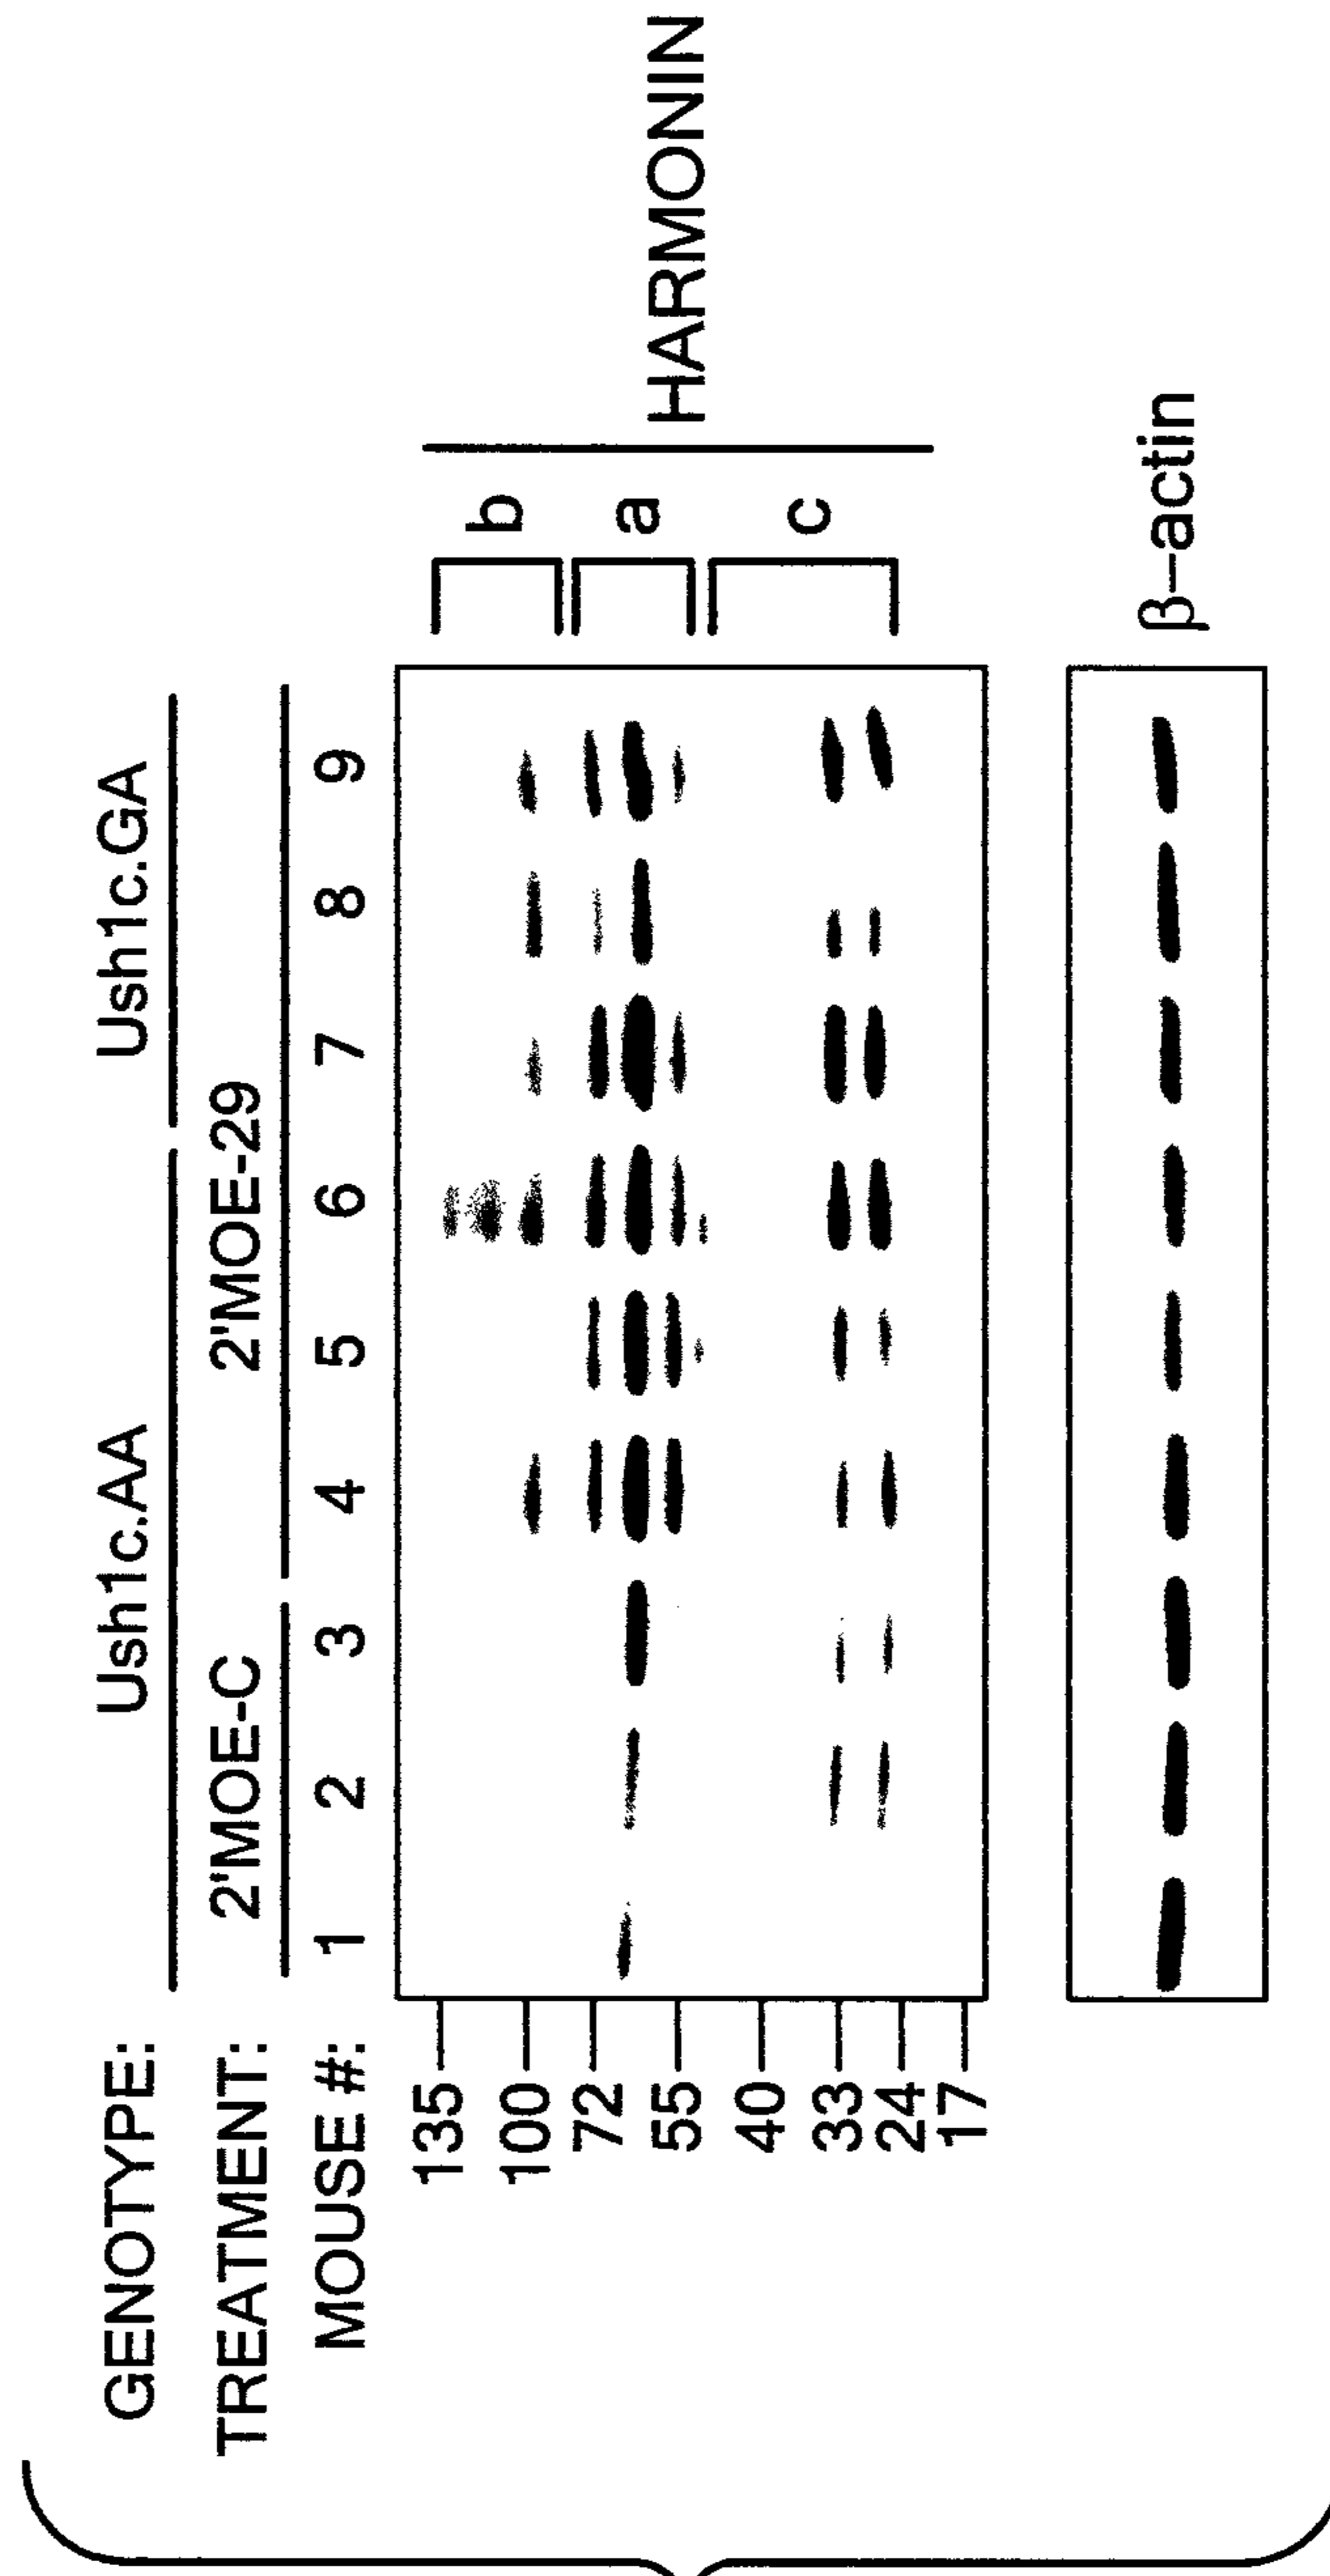 GENOTYPE: Ush1c.AA Ush1c.GA
TREATMENT: 2'MOE-C 2'MOE-29
MOUSE #: 1 2 3 4 5 6 7 8 9
135
100
72
55
40
33
24
17
b
a
c
HARMONIN
β–actin